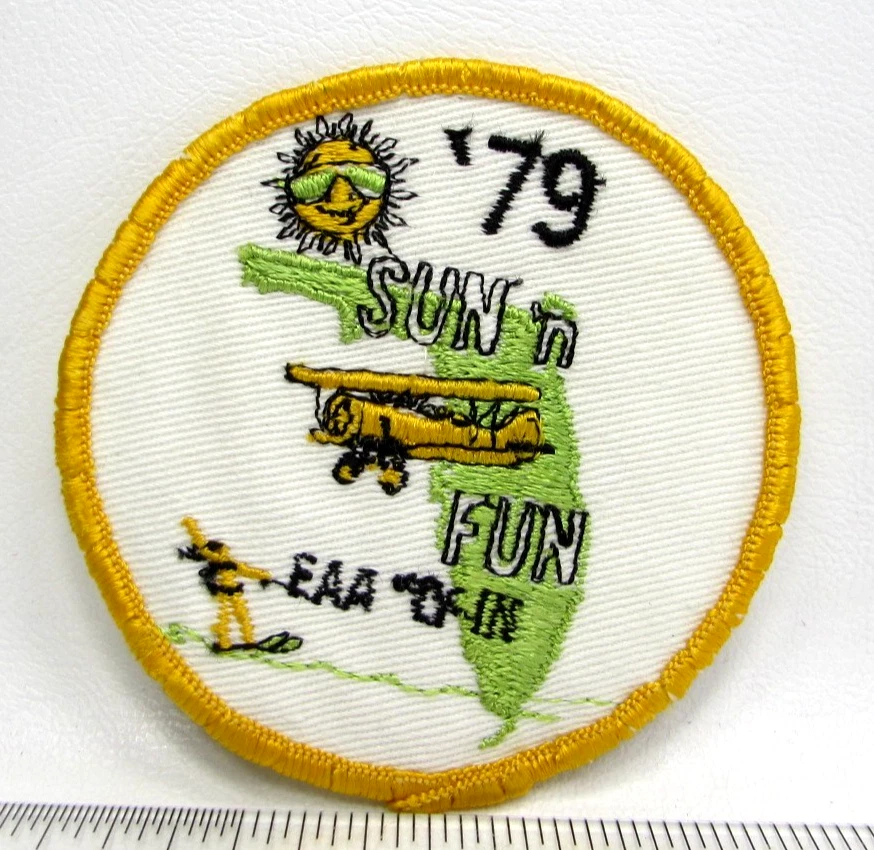 '79
SUN 'n
FUN
EAA IN